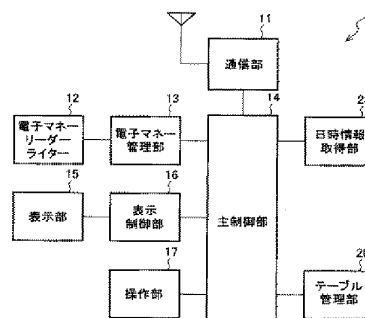 11
通信部
12
電子マネー
リーダー
ライター
13
電子マネー
管理部
14
主制御部
日時情報
取得部
15
表示部
16
表示
制御部
17
操作部
テーブル
管理部